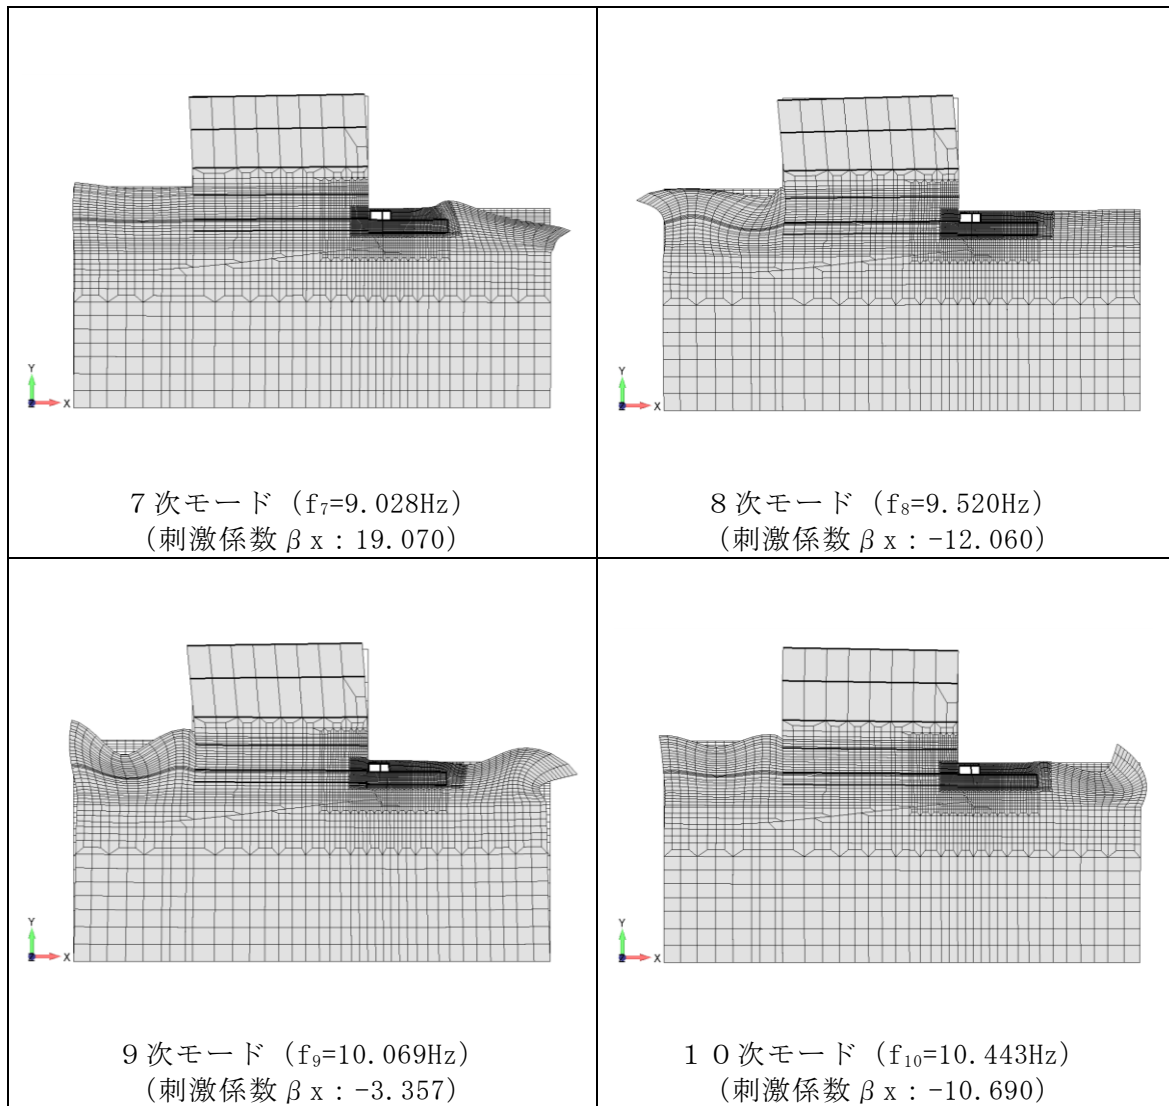 Y
X
７次モード (f₇=9.028Hz)
(刺激係数βx：19.070)
Y
X
８次モード (f₈=9.520Hz)
(刺激係数βx：-12.060)
Y
X
９次モード (f₉=10.069Hz)
(刺激係数βx：-3.357)
Y
X
１０次モード (f₁₀=10.443Hz)
(刺激係数βx：-10.690)